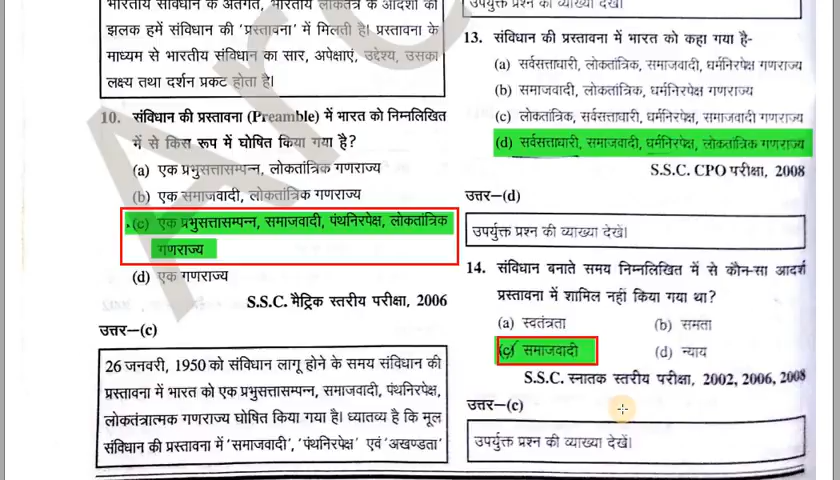 भारतीय संविधान के अंतर्गत, भारतीय लोकतंत्र के आदर्शों की
झलक हमें संविधान की 'प्रस्तावना' में मिलती है। प्रस्तावना के
माध्यम से भारतीय संविधान का सार, अपेक्षाएं, उद्देश्य, उसका
लक्ष्य तथा दर्शन प्रकट होता है।
10. संविधान की प्रस्तावना (Preamble) में भारत को निम्नलिखित
में से किस रूप में घोषित किया गया है?
(a) एक प्रभुसत्तासम्पन्न, लोकतांत्रिक गणराज्य
(b) एक समाजवादी, लोकतांत्रिक गणराज्य
(c) एक प्रभुसत्तासम्पन्न, समाजवादी, पंथनिरपेक्ष, लोकतांत्रिक
गणराज्य
(d) एक गणराज्य
S.S.C. मैट्रिक स्तरीय परीक्षा, 2006
उत्तर—(c)
26 जनवरी, 1950 को संविधान लागू होने के समय संविधान की
प्रस्तावना में भारत को एक प्रभुसत्तासम्पन्न, समाजवादी, पंथनिरपेक्ष,
लोकतंत्रात्मक गणराज्य घोषित किया गया है। ध्यातव्य है कि मूल
संविधान की प्रस्तावना में 'समाजवादी', 'पंथनिरपेक्ष' एवं 'अखण्डता'
उपर्युक्त प्रश्न की व्याख्या देखें।
13. संविधान की प्रस्तावना में भारत को कहा गया है-
(a) सर्वसत्ताधारी, लोकतांत्रिक, समाजवादी, धर्मनिरपेक्ष गणराज्य
(b) समाजवादी, लोकतांत्रिक, धर्मनिरपेक्ष गणराज्य
(c) लोकतांत्रिक, सर्वसत्ताधारी, धर्मनिरपेक्ष, समाजवादी गणराज्य
(d) सर्वसत्ताधारी, समाजवादी, धर्मनिरपेक्ष, लोकतांत्रिक गणराज्य
S.S.C. CPO परीक्षा, 2008
उत्तर—(d)
उपर्युक्त प्रश्न की व्याख्या देखें।
14. संविधान बनाते समय निम्नलिखित में से कौन-सा आदर्श
प्रस्तावना में शामिल नहीं किया गया था?
(a) स्वतंत्रता (b) समता
(c) समाजवादी (d) न्याय
S.S.C. स्नातक स्तरीय परीक्षा, 2002, 2006, 2008
उत्तर—(c)
उपर्युक्त प्रश्न की व्याख्या देखें।